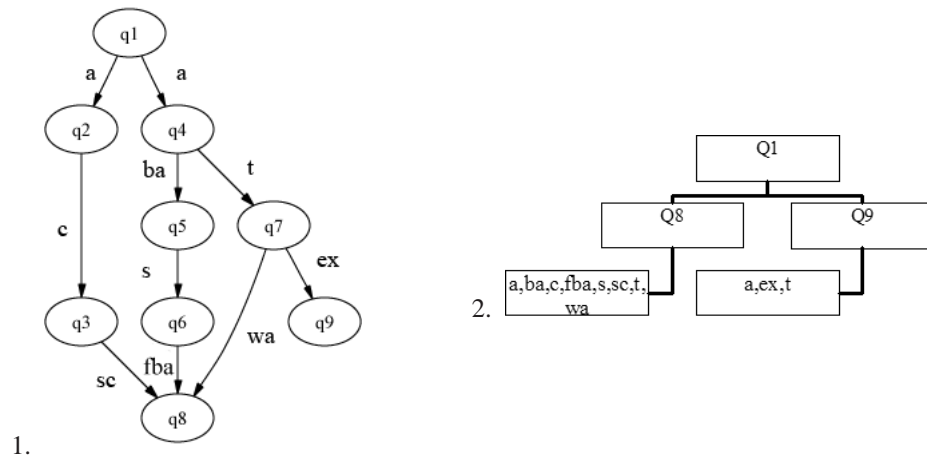 q1
a
a
q2
q4
ba
t
q5
q7
c
s
ex
q3
q6
q9
wa
sc
fba
q8
1.
Q1
Q8
Q9
a,ba,c,fba,s,sc,t,
wa
a,ex,t
2.